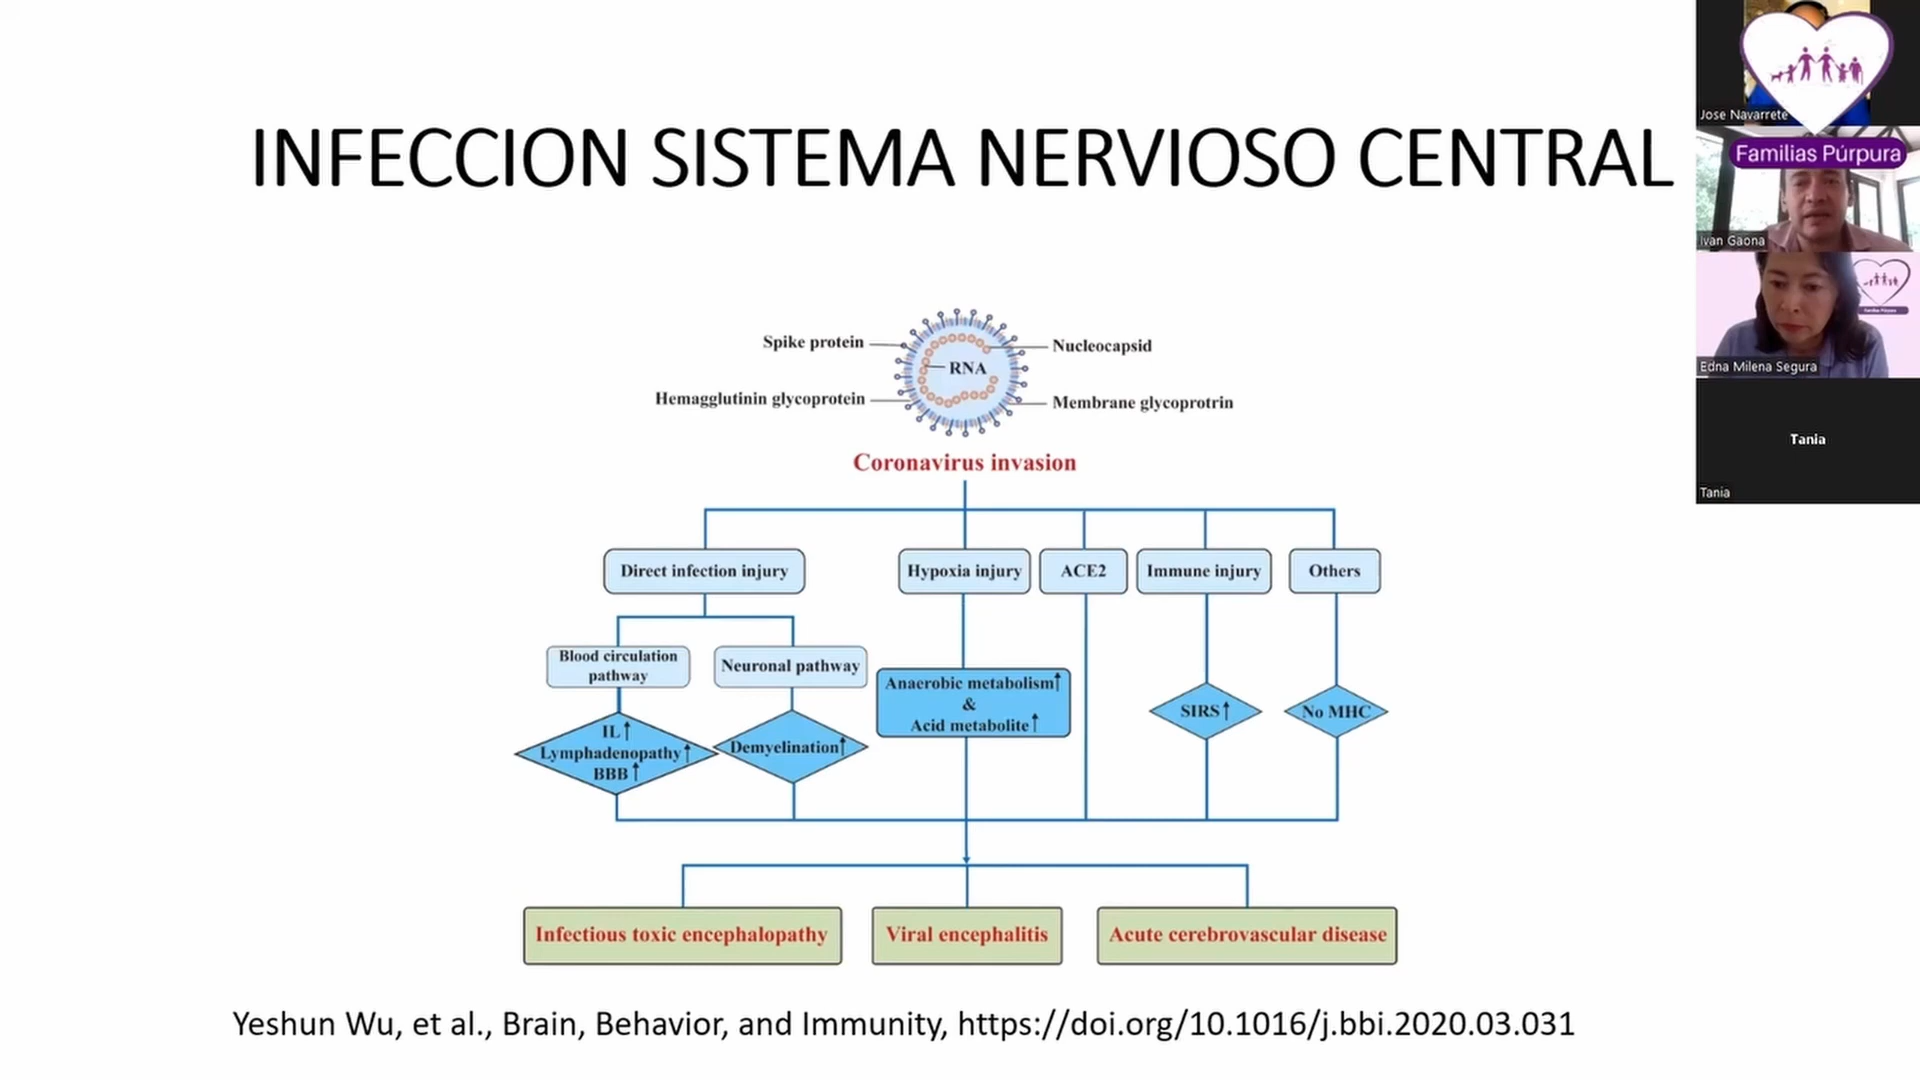 INFECCION SISTEMA NERVIOSO CENTRAL
Spike protein
Nucleocapsid
RNA
Hemagglutinin glycoprotein
Membrane glycoprotrin
Coronavirus invasion
Direct infection injury
Hypoxia injury
ACE2
Immune injury
Others
Blood circulation
pathway
Neuronal pathway
Anaerobic metabolism↑
&
Acid metabolite↑
IL↑
Lymphadenopathy↑
BBB↑
Demyelination↑
SIRS↑
No MHC
Infectious toxic encephalopathy
Viral encephalitis
Acute cerebrovascular disease
Yeshun Wu, et al., Brain, Behavior, and Immunity, https://doi.org/10.1016/j.bbi.2020.03.031
Jose Navarrete
Familias Púrpura
Ivan Gaona
Familias Púrpura
Edna Milena Segura
Tania
Tania